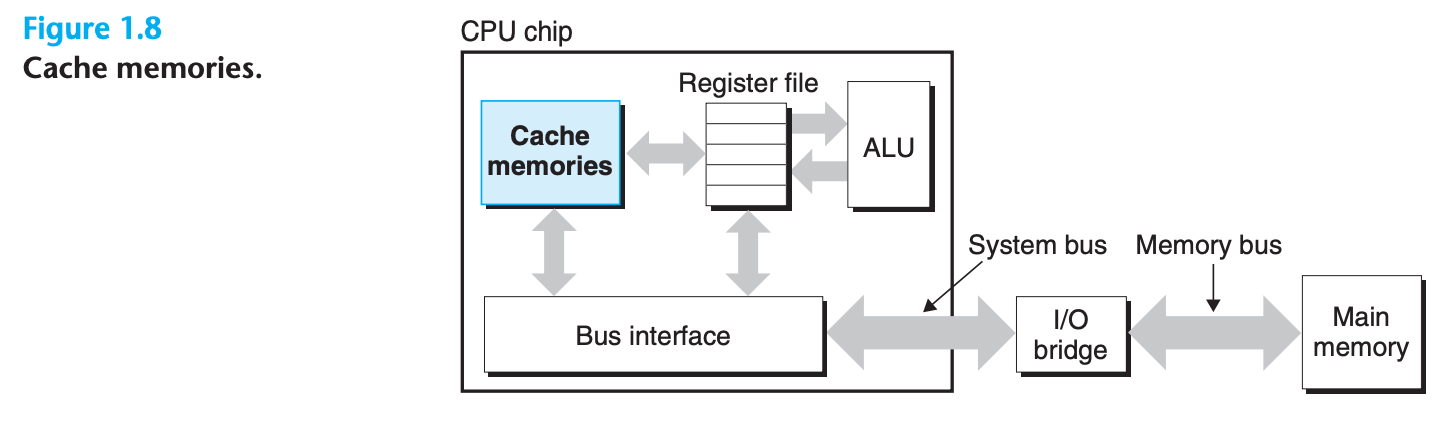 Figure 1.8
Cache memories.
CPU chip
Register file
Cache
memories
ALU
System bus
Memory bus
Bus interface
I/O
bridge
Main
memory